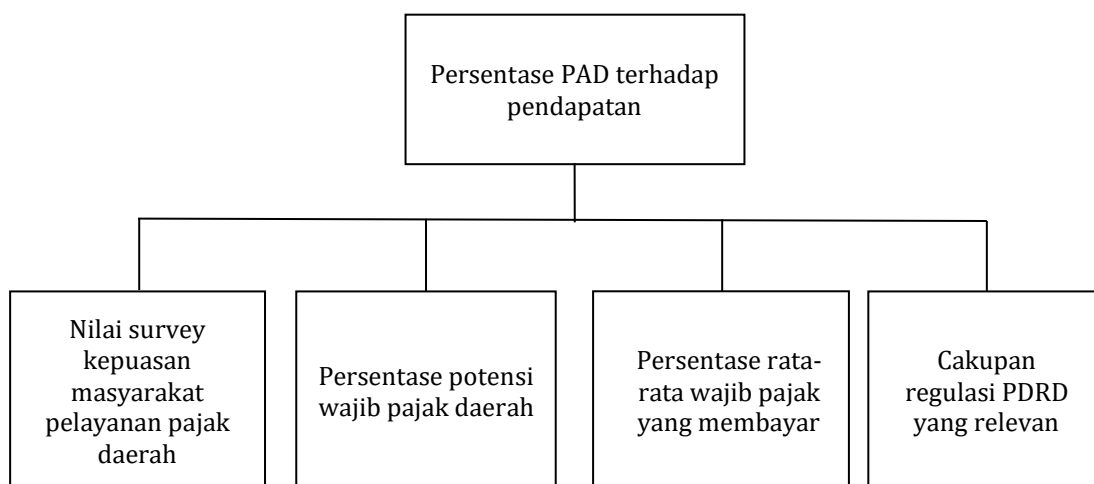 Persentase PAD terhadap
pendapatan
Nilai survey
kepuasan
masyarakat
pelayanan pajak
daerah
Persentase potensi
wajib pajak daerah
Persentase rata-
rata wajib pajak
yang membayar
Cakupan
regulasi PDRD
yang relevan